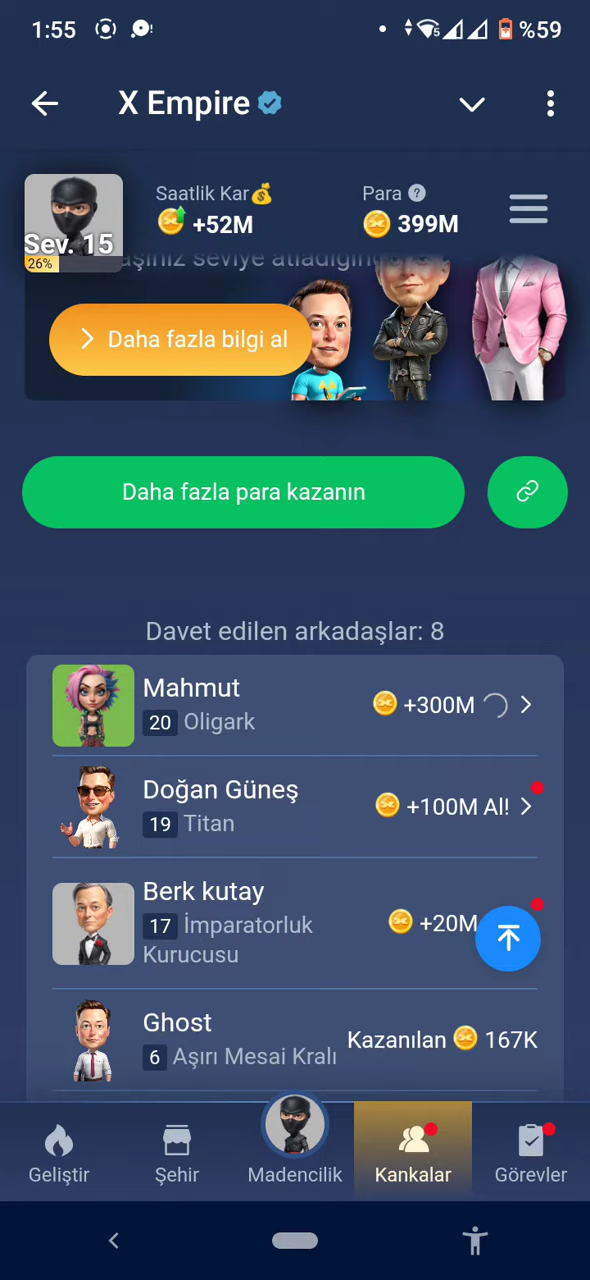 1:55
%59
X Empire
Saatlik Kar
Para ?
+52M
399M
Sev. 15
26%
seviye atladığınd
Daha fazla bilgi al
Daha fazla para kazanın
Davet edilen arkadaşlar: 8
Mahmut
20 Oligark
+300M
Doğan Güneş
19 Titan
+100M Al!
Berk kutay
17 İmparatorluk
Kurucusu
+20M
Ghost
6 Aşırı Mesai Kralı
Kazanılan 167K
Geliştir
Şehir
Madencilik
Kankalar
Görevler